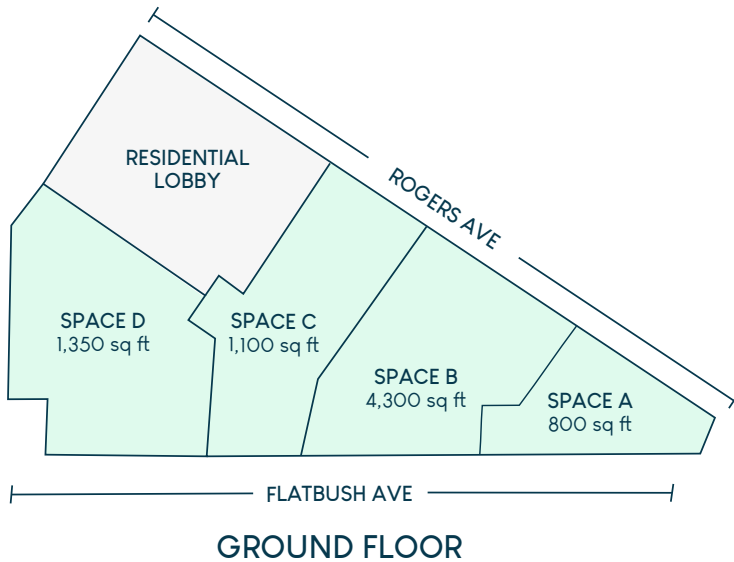 RESIDENTIAL
LOBBY
ROGERS AVE
SPACE D
1,350 sq ft
SPACE C
1,100 sq ft
SPACE B
4,300 sq ft
SPACE A
800 sq ft
FLATBUSH AVE
GROUND FLOOR